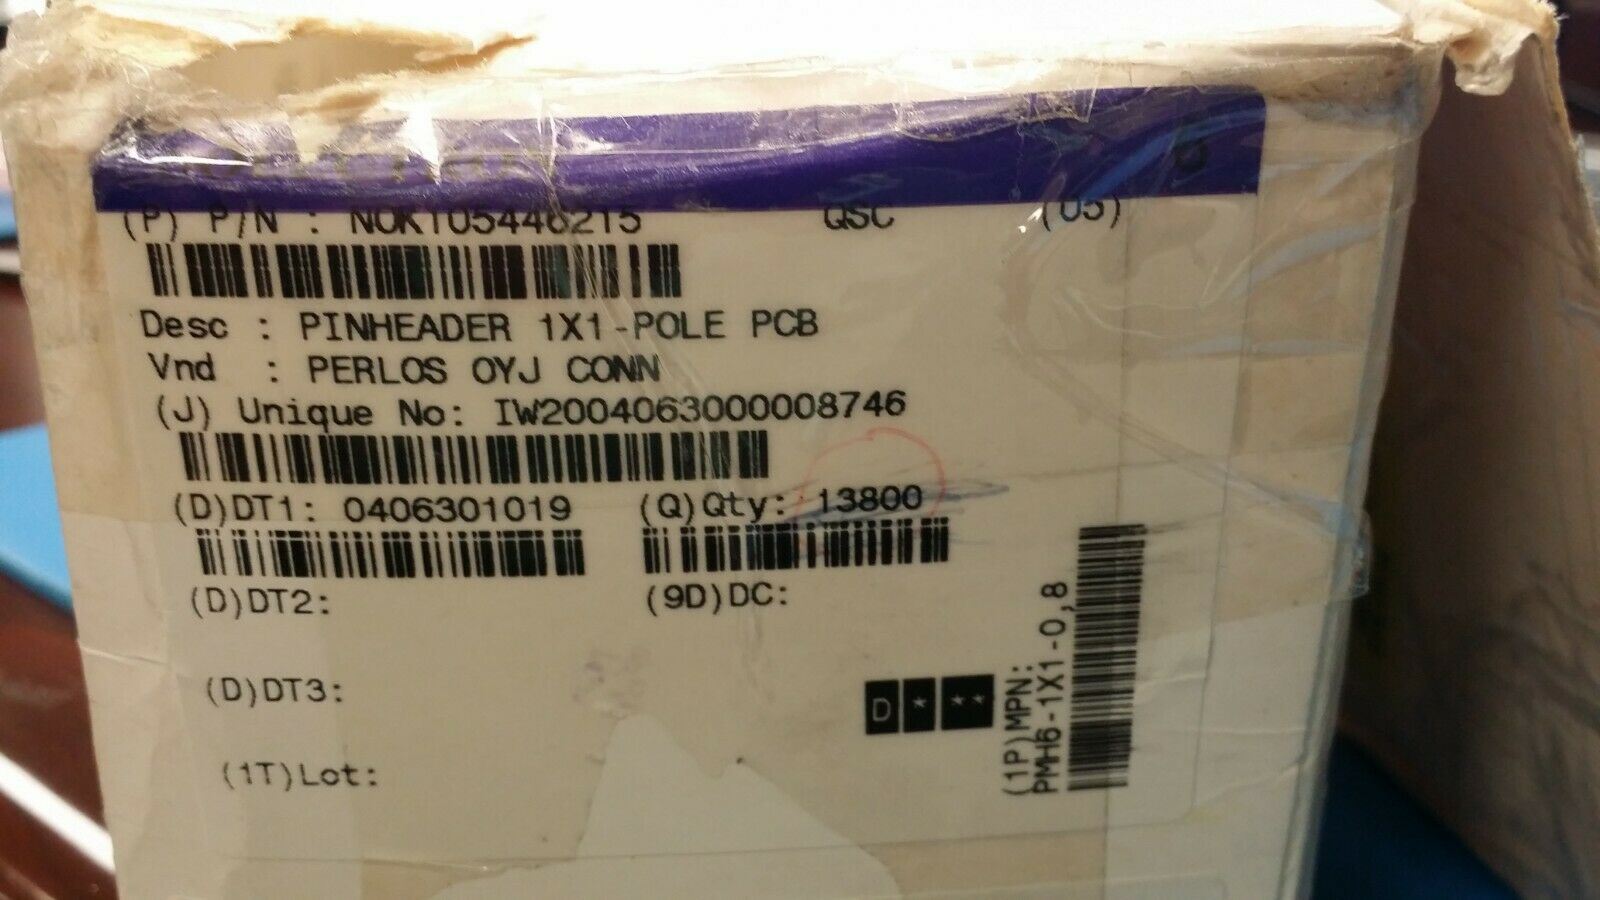 (P) P/N : NOK105446215 QSC (05)
Desc : PINHEADER 1X1-POLE PCB
Vnd : PERLOS OYJ CONN
(J) Unique No: IW2004063000008746
(D)DT1: 0406301019 (Q)Qty: 13800
(D)DT2: (9D)DC:
(D)DT3:
D * **
(1T)Lot:
(1P)MPN:
PMH6-1X1-0,8